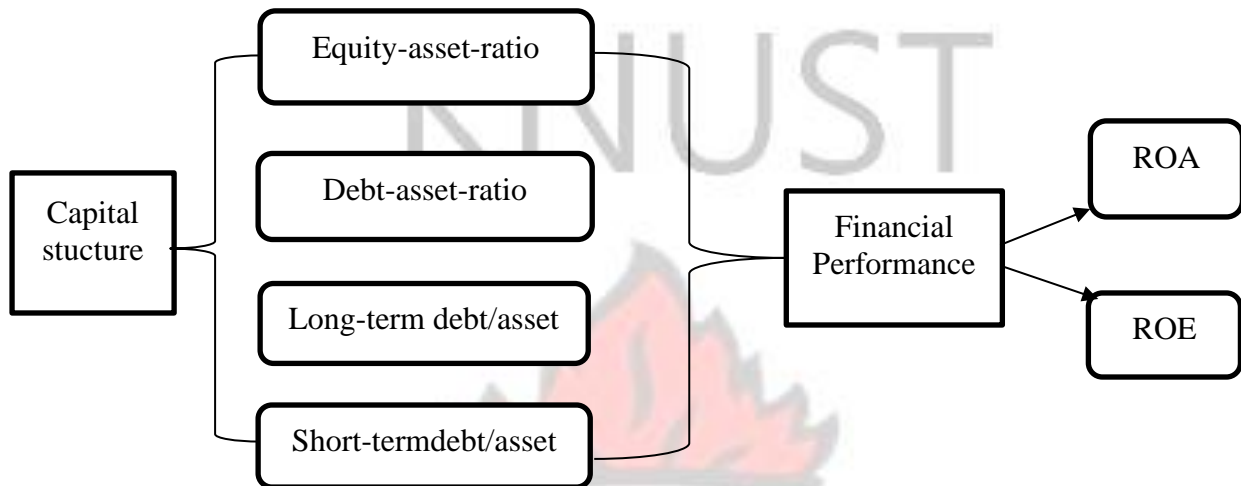 KNUST
Equity-asset-ratio
Debt-asset-ratio
Long-term debt/asset
Short-termdebt/asset
Capital
stucture
Financial
Performance
ROA
ROE